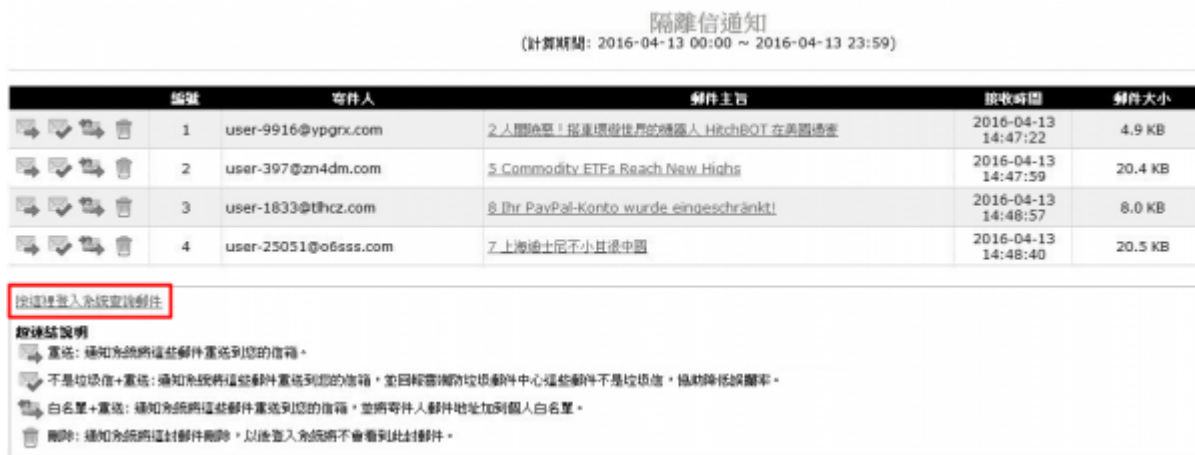 隔離信通知
(計算期間: 2016-04-13 00:00 ~ 2016-04-13 23:59)
編號 寄件人 郵件主旨 接收時間 郵件大小
1 user-9916@ypgrx.com 2 人間險惡！搭車環遊世界的機器人 HitchBOT 在美國遇害 2016-04-13 14:47:22 4.9 KB
2 user-397@zn4dm.com 5 Commodity ETFs Reach New Highs 2016-04-13 14:47:59 20.4 KB
3 user-1833@tlhcz.com 8 Ihr PayPal-Konto wurde eingeschränkt! 2016-04-13 14:48:57 8.0 KB
4 user-25051@o6sss.com 7 上海迪士尼不小且很中國 2016-04-13 14:48:40 20.5 KB
按這裡登入系統查詢郵件
超連結說明
重送: 通知系統將這些郵件重送到您的信箱。
不是垃圾信+重送: 通知系統將這些郵件重送到您的信箱，並回報雲端防垃圾郵件中心這些郵件不是垃圾信，協助降低誤攔率。
白名單+重送: 通知系統將這些郵件重送到您的信箱，並將寄件人郵件地址加到個人白名單。
刪除: 通知系統將這封郵件刪除，以後登入系統將不會看到此封郵件。